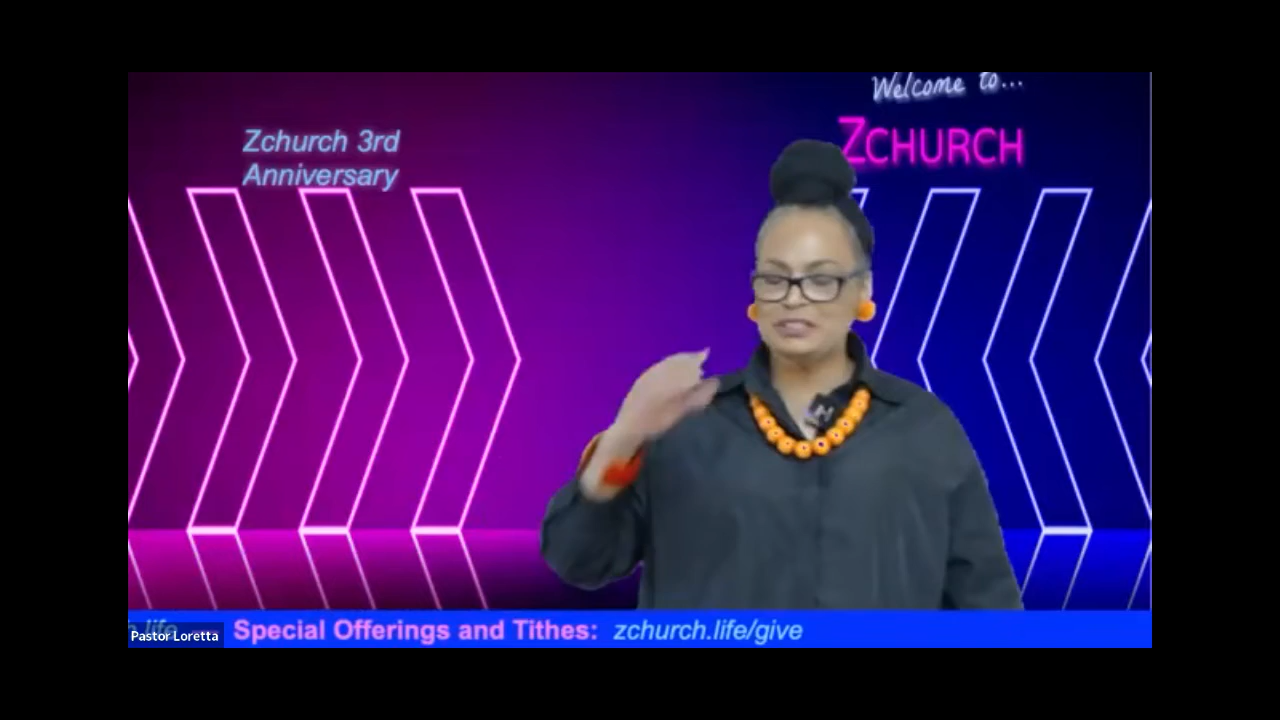 Welcome to...
ZCHURCH
Zchurch 3rd
Anniversary
Special Offerings and Tithes: zchurch.life/give
Pastor Loretta